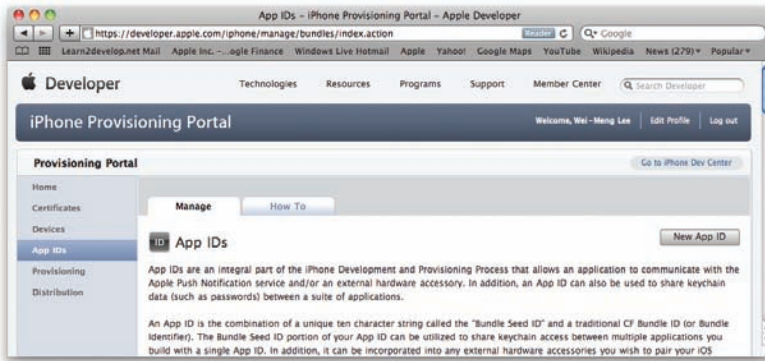 App IDs – iPhone Provisioning Portal – Apple Developer
https://developer.apple.com/iphone/manage/bundles/index.action
Reader
Google
Learn2develop.net Mail Apple Inc. –...ogle Finance Windows Live Hotmail Apple Yahoo! Google Maps YouTube Wikipedia News (279) Popular
Developer Technologies Resources Programs Support Member Center Search Developer
iPhone Provisioning Portal Welcome, Wei-Meng Lee Edit Profile Log out
Provisioning Portal Go to iPhone Dev Center
Home
Certificates
Devices
App IDs
Provisioning
Distribution
Manage How To
ID App IDs New App ID
App IDs are an integral part of the iPhone Development and Provisioning Process that allows an application to communicate with the
Apple Push Notification service and/or an external hardware accessory. In addition, an App ID can also be used to share keychain
data (such as passwords) between a suite of applications.
An App ID is the combination of a unique ten character string called the "Bundle Seed ID" and a traditional CF Bundle ID (or Bundle
Identifier). The Bundle Seed ID portion of your App ID can be utilized to share keychain access between multiple applications you
build with a single App ID. In addition, it can be incorporated into any external hardware accessories you wish to pair your iOS